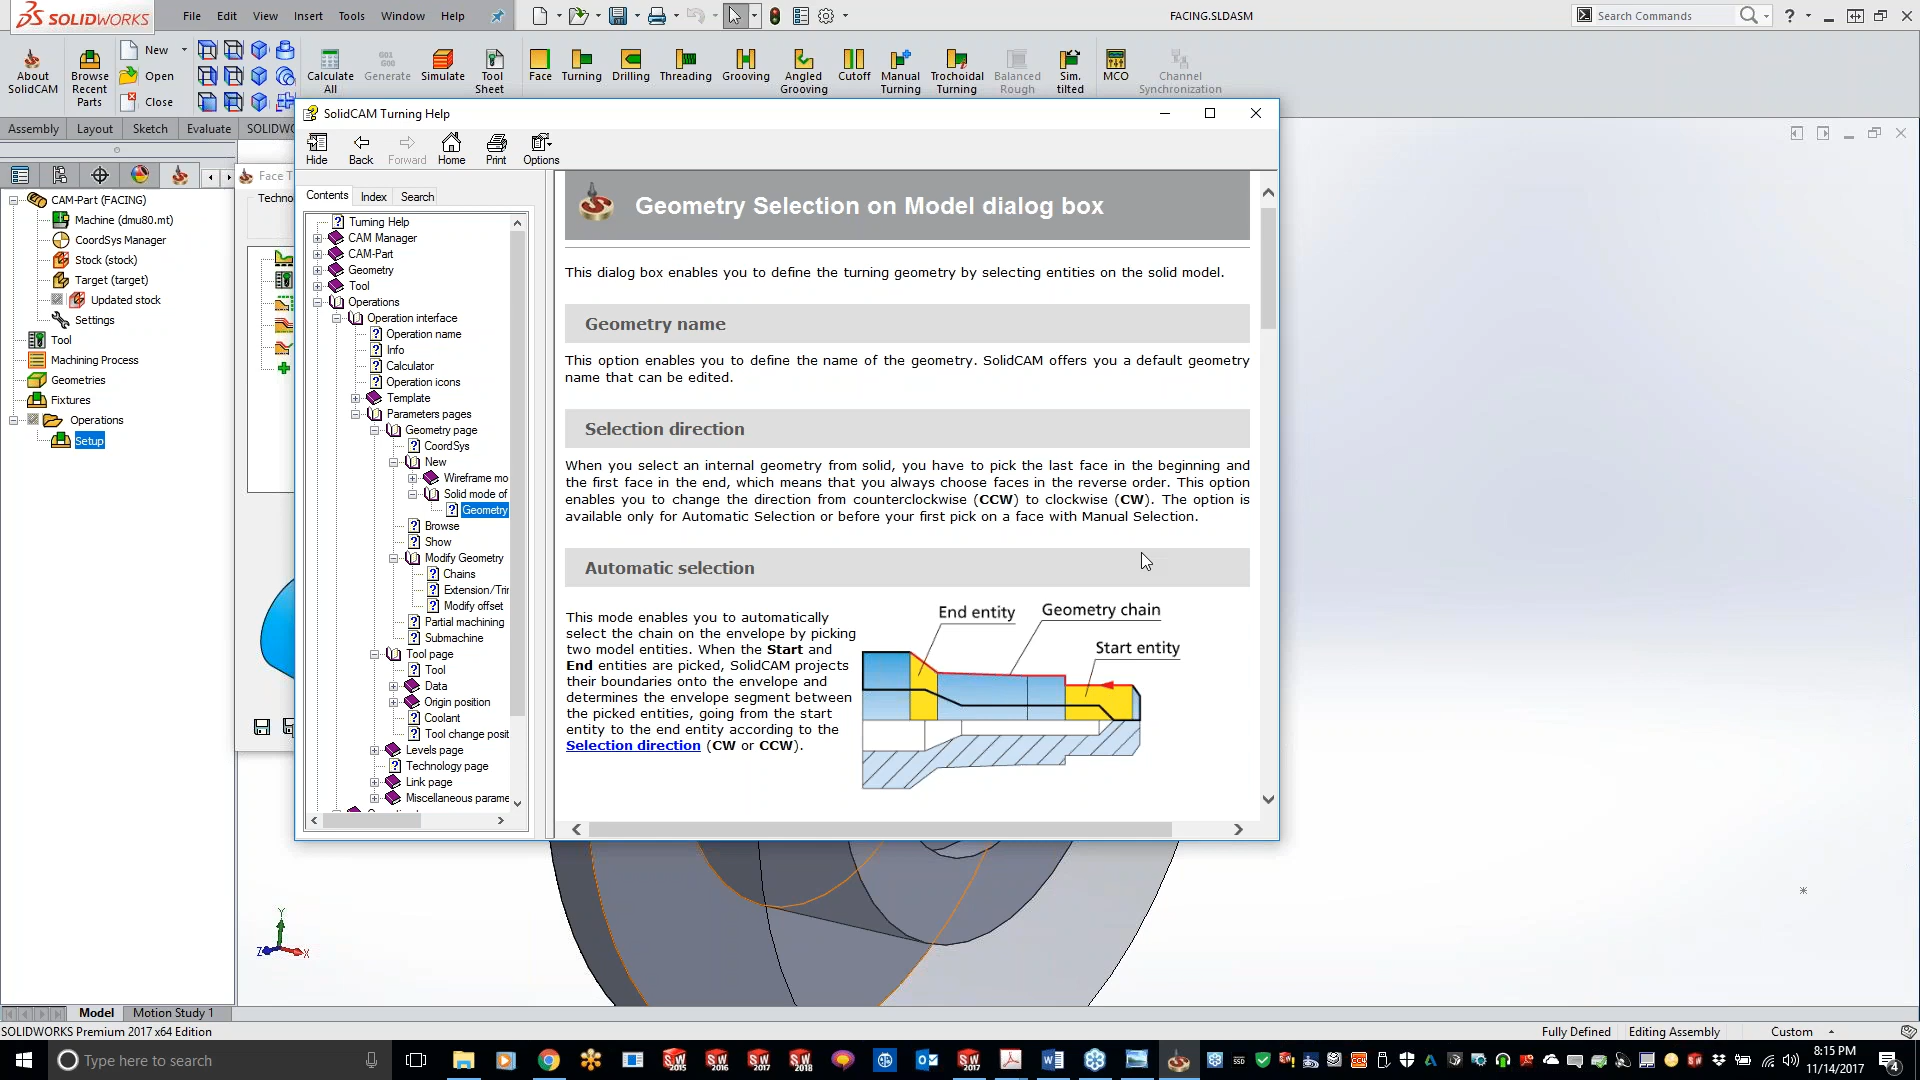 SOLIDWORKS
File Edit View Insert Tools Window Help
FACING.SLDASM
Search Commands
About SolidCAM
Browse Recent Parts
New
Open
Close
Calculate All
G01 G00 Generate
Simulate
Tool Sheet
Face
Turning
Drilling
Threading
Grooving
Angled Grooving
Cutoff
Manual Turning
Trochoidal Turning
Balanced Rough
Sim. tilted
MCO
Channel Synchronization
Assembly Layout Sketch Evaluate SOLIDWO
Face T
Techno
CAM-Part (FACING)
Machine (dmu80.mt)
CoordSys Manager
Stock (stock)
Target (target)
Updated stock
Settings
Tool
Machining Process
Geometries
Fixtures
Operations
Setup
SolidCAM Turning Help
Hide Back Forward Home Print Options
Contents Index Search
Turning Help
CAM Manager
CAM-Part
Geometry
Tool
Operations
Operation interface
Operation name
Info
Calculator
Operation icons
Template
Parameters pages
Geometry page
CoordSys
New
Wireframe mo
Solid mode of
Geometry
Browse
Show
Modify Geometry
Chains
Extension/Trir
Modify offset
Partial machining
Submachine
Tool page
Tool
Data
Origin position
Coolant
Tool change posit
Levels page
Technology page
Link page
Miscellaneous parame
Geometry Selection on Model dialog box
This dialog box enables you to define the turning geometry by selecting entities on the solid model.
Geometry name
This option enables you to define the name of the geometry. SolidCAM offers you a default geometry
name that can be edited.
Selection direction
When you select an internal geometry from solid, you have to pick the last face in the beginning and
the first face in the end, which means that you always choose faces in the reverse order. This option
enables you to change the direction from counterclockwise (CCW) to clockwise (CW). The option is
available only for Automatic Selection or before your first pick on a face with Manual Selection.
Automatic selection
This mode enables you to automatically
select the chain on the envelope by picking
two model entities. When the Start and
End entities are picked, SolidCAM projects
their boundaries onto the envelope and
determines the envelope segment between
the picked entities, going from the start
entity to the end entity according to the
Selection direction (CW or CCW).
End entity
Geometry chain
Start entity
Y
Z
X
Model Motion Study 1
SOLIDWORKS Premium 2017 x64 Edition
Fully Defined Editing Assembly Custom
Type here to search
SW 2015
SW 2016
SW 2017
SW 2018
SW 2017
8:15 PM
11/14/2017
4